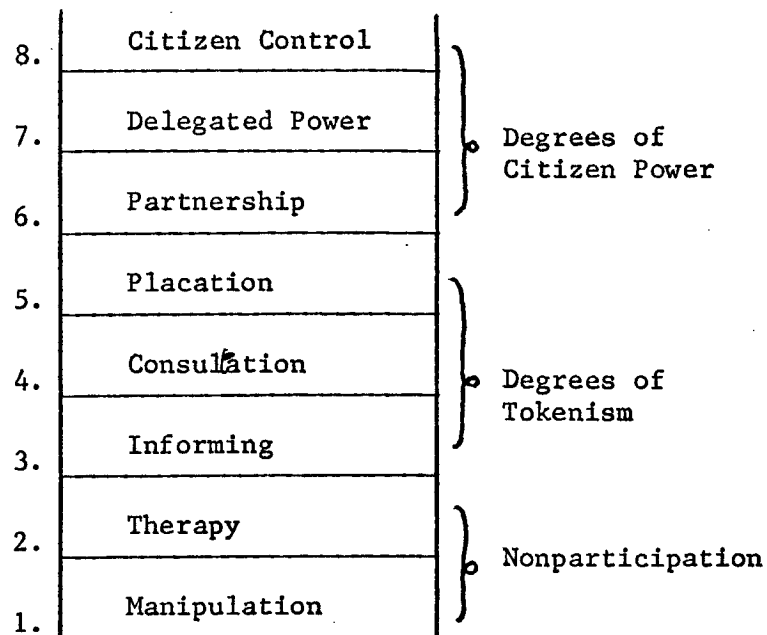 8. Citizen Control
7. Delegated Power
Degrees of
Citizen Power
6. Partnership
5. Placation
4. Consultation
Degrees of
Tokenism
3. Informing
2. Therapy
Nonparticipation
1. Manipulation